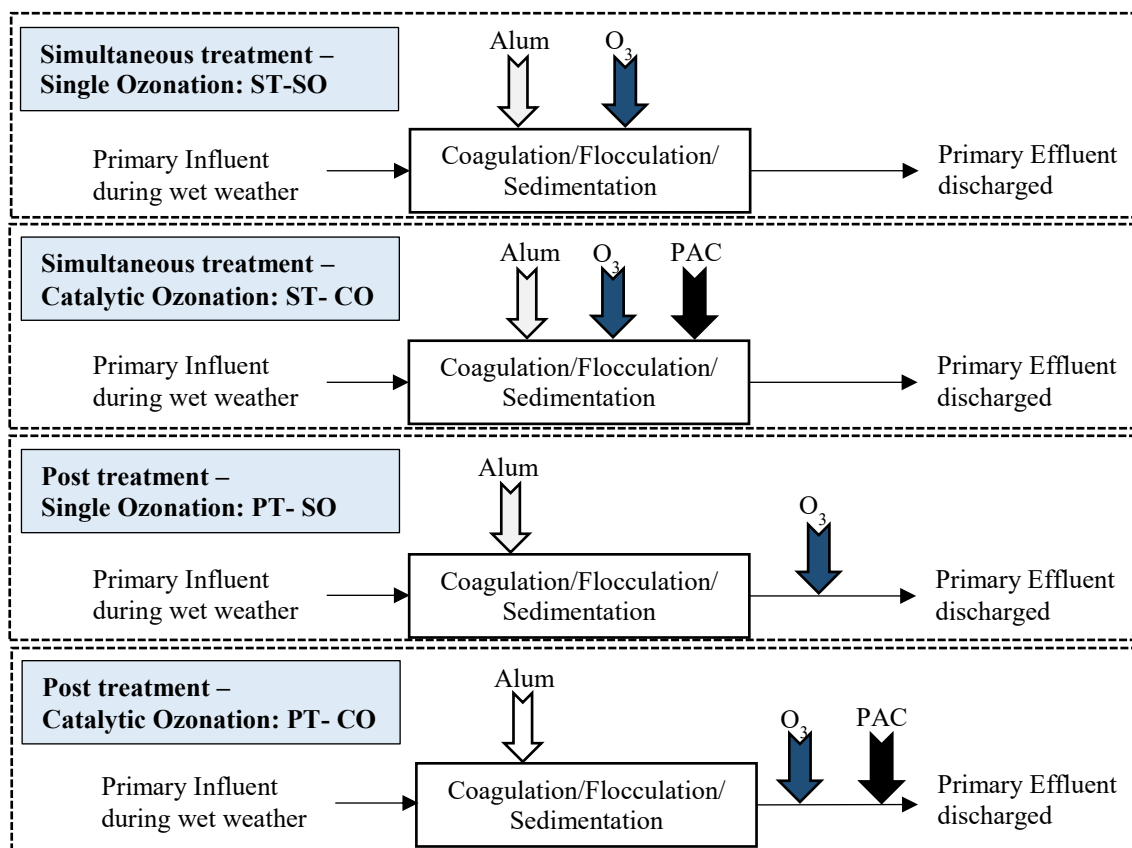 Simultaneous treatment –
Single Ozonation: ST-SO
Alum
O3
Primary Influent
during wet weather
Coagulation/Flocculation/
Sedimentation
Primary Effluent
discharged
Simultaneous treatment –
Catalytic Ozonation: ST- CO
Alum
O3
PAC
Primary Influent
during wet weather
Coagulation/Flocculation/
Sedimentation
Primary Effluent
discharged
Post treatment –
Single Ozonation: PT- SO
Alum
O3
Primary Influent
during wet weather
Coagulation/Flocculation/
Sedimentation
Primary Effluent
discharged
Post treatment –
Catalytic Ozonation: PT- CO
Alum
O3
PAC
Primary Influent
during wet weather
Coagulation/Flocculation/
Sedimentation
Primary Effluent
discharged